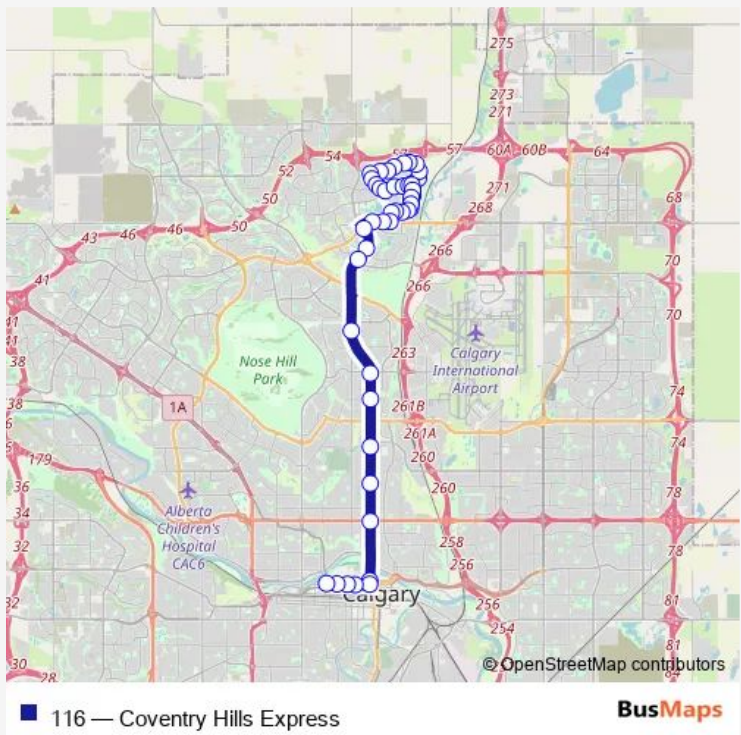 275
273
271
52
54
57
57
60A
60B
64
50
271
68
50
268
43
46
46
50
266
70
41
266
41
41
70
263
38
Nose Hill
Park
Calgary
International
Airport
1A
74
38
261B
261A
74
179
260
36
260
78
Alberta
Children's
Hospital
CAC6
34
258
78
32
256
32
Calgary
256
81
254
81
30
28
© OpenStreetMap contributors
116 — Coventry Hills Express
BusMaps